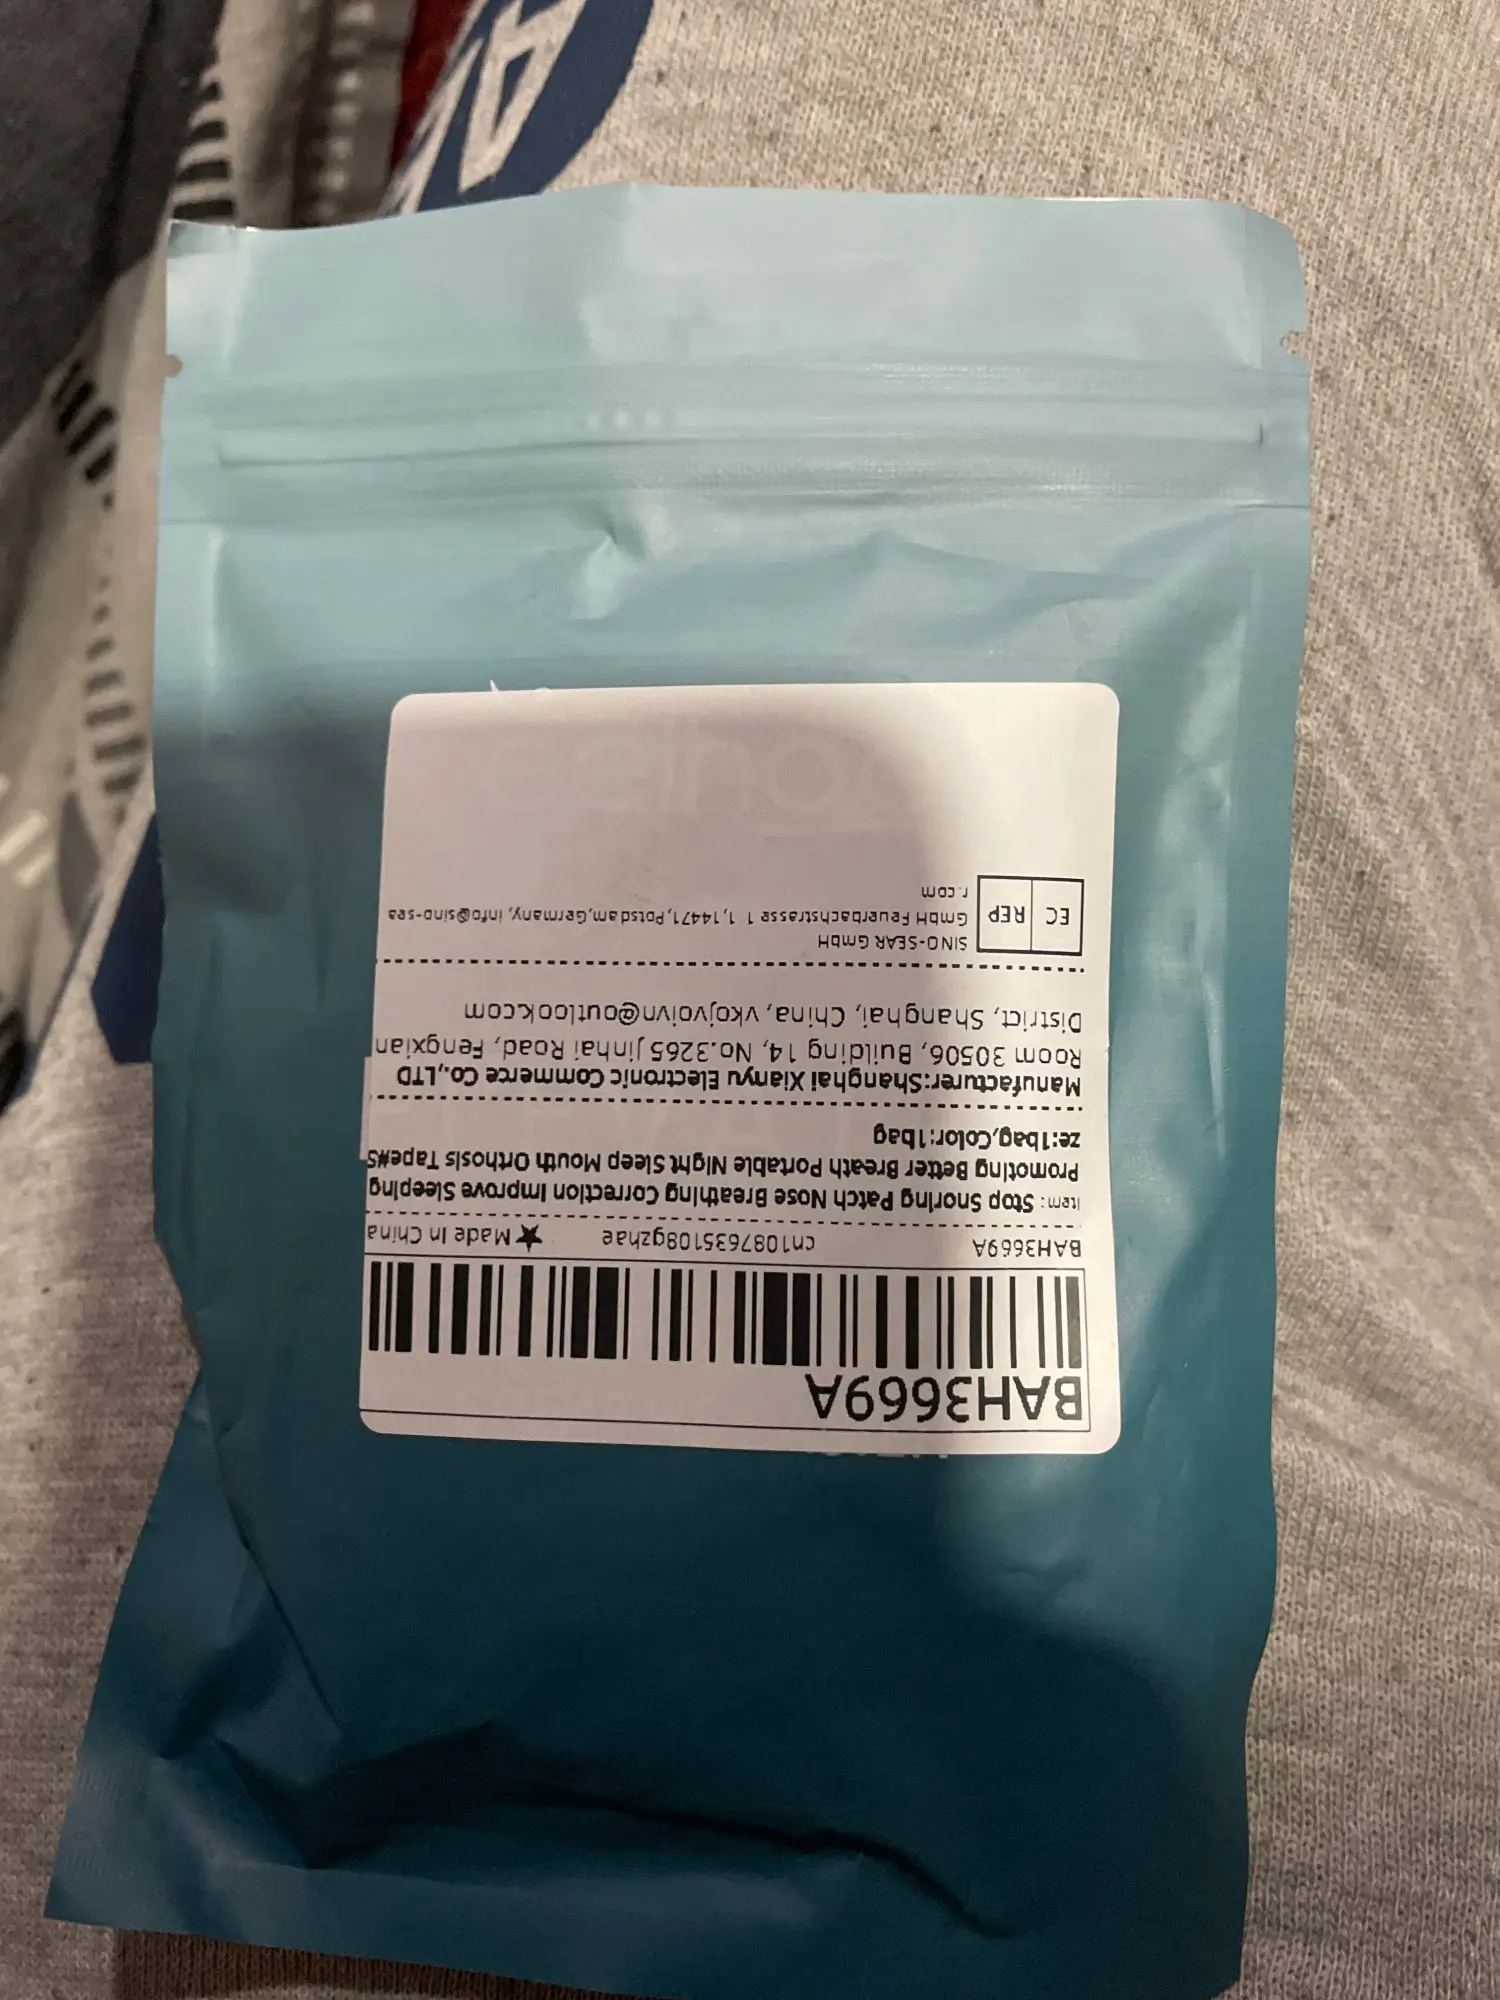 BAH3669A
BAH3669A cn1087635108gzhae ★Made In China
Item: Stop Snoring Patch Nose Breathing Correction Improve Sleeping
Promoting Better Breath Portable Night Sleep Mouth Orthosis Tape#S
ze:1bag,Color:1bag
Manufacturer:Shanghai Xianyu Electronic Commerce Co.,LTD
Room 30506, Building 14, No.3265 Jinhai Road, Fengxian
District, Shanghai, China, vkojvoivn@outlook.com
EC REP
SINO-SEAR GmbH
GmbH Feuerbachstrasse 1 1,14471,Potsdam,Germany, info@sino-sea
r.com